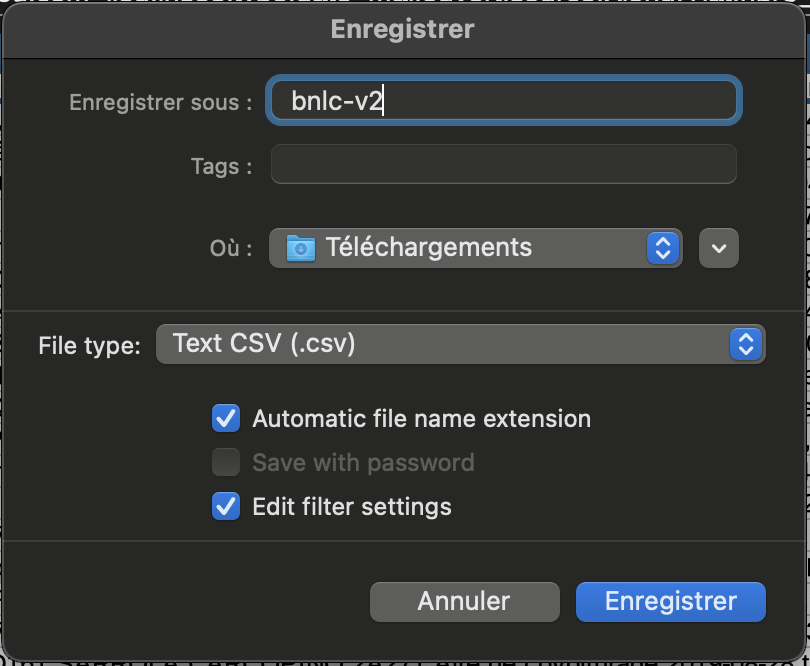 Enregistrer
Enregistrer sous : bnlc-v2
Tags :
Où : Téléchargements
File type: Text CSV (.csv)
Automatic file name extension
Save with password
Edit filter settings
Annuler Enregistrer